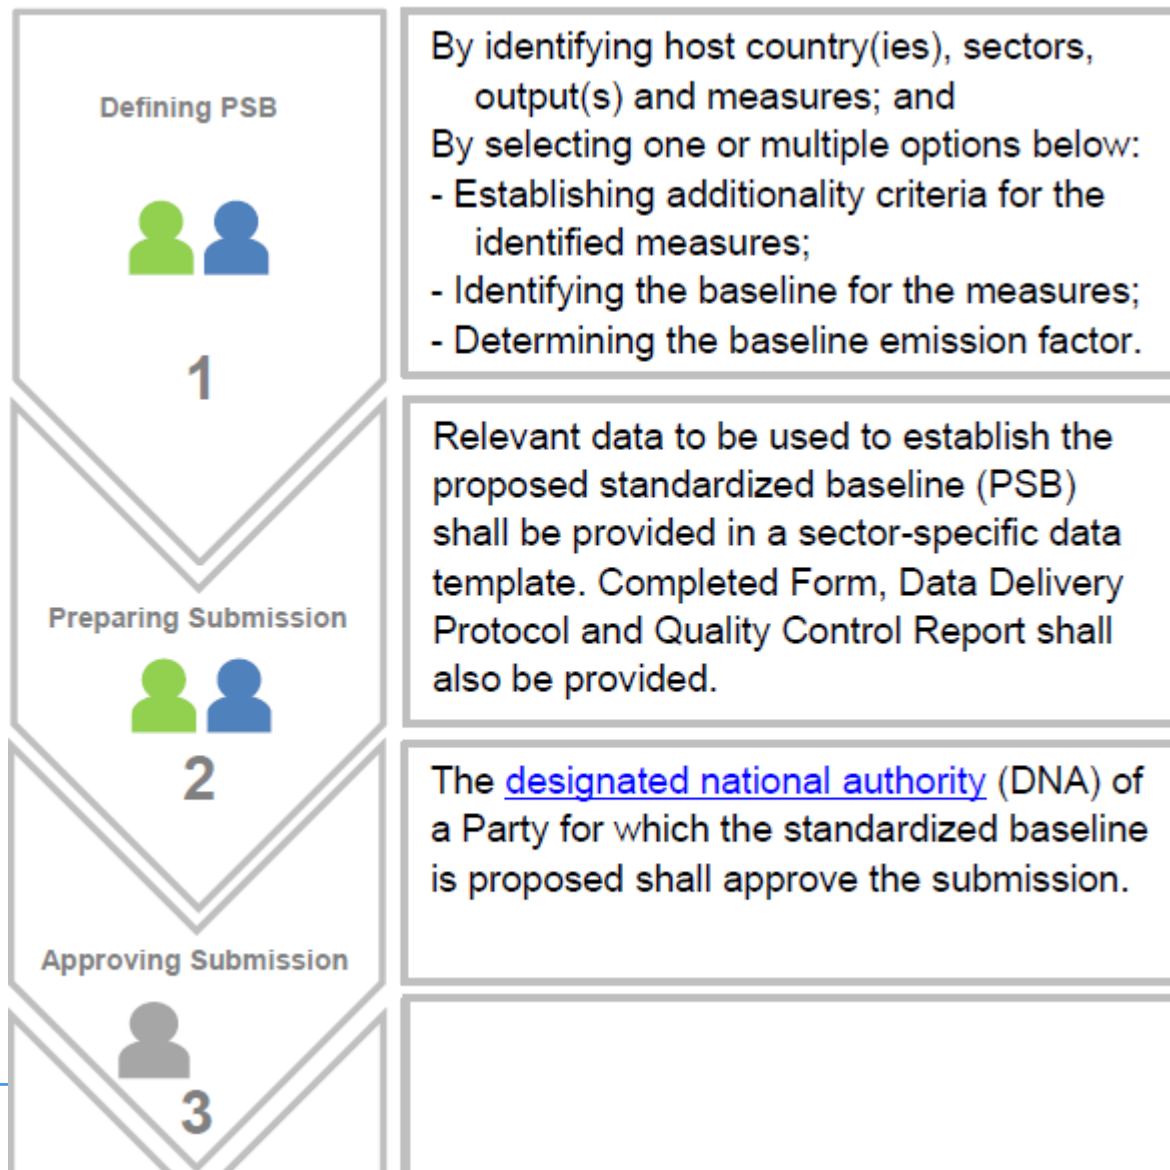 Defining PSB
1
By identifying host country(ies), sectors,
output(s) and measures; and
By selecting one or multiple options below:
- Establishing additionality criteria for the
identified measures;
- Identifying the baseline for the measures;
- Determining the baseline emission factor.
Preparing Submission
2
Relevant data to be used to establish the
proposed standardized baseline (PSB)
shall be provided in a sector-specific data
template. Completed Form, Data Delivery
Protocol and Quality Control Report shall
also be provided.
Approving Submission
3
The designated national authority (DNA) of
a Party for which the standardized baseline
is proposed shall approve the submission.